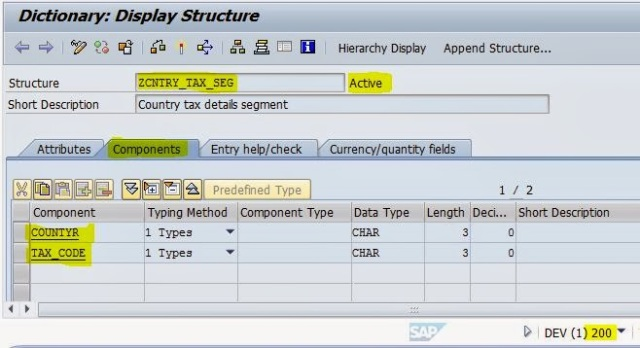 Dictionary: Display Structure
Hierarchy Display Append Structure...
Structure ZCNTRY_TAX_SEG Active
Short Description Country tax details segment
Attributes Components Entry help/check Currency/quantity fields
Predefined Type 1 / 2
Component Typing Method Component Type Data Type Length Deci... Short Description
COUNTYR 1 Types CHAR 3 0
TAX_CODE 1 Types CHAR 3 0
SAP DEV (1) 200